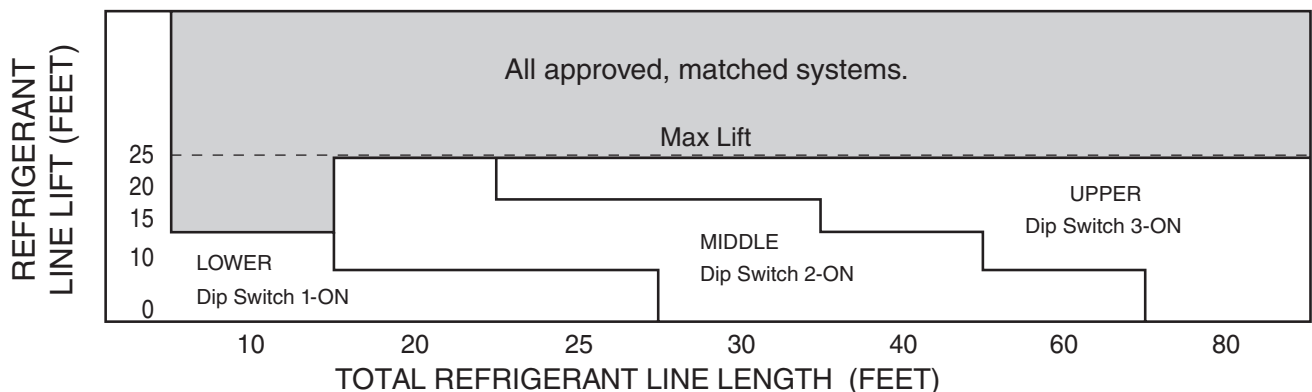 REFRIGERANT
LINE LIFT (FEET)
All approved, matched systems.
Max Lift
25
20
15
10
0
UPPER
Dip Switch 3-ON
MIDDLE
Dip Switch 2-ON
LOWER
Dip Switch 1-ON
10 20 25 30 40 60 80
TOTAL REFRIGERANT LINE LENGTH (FEET)